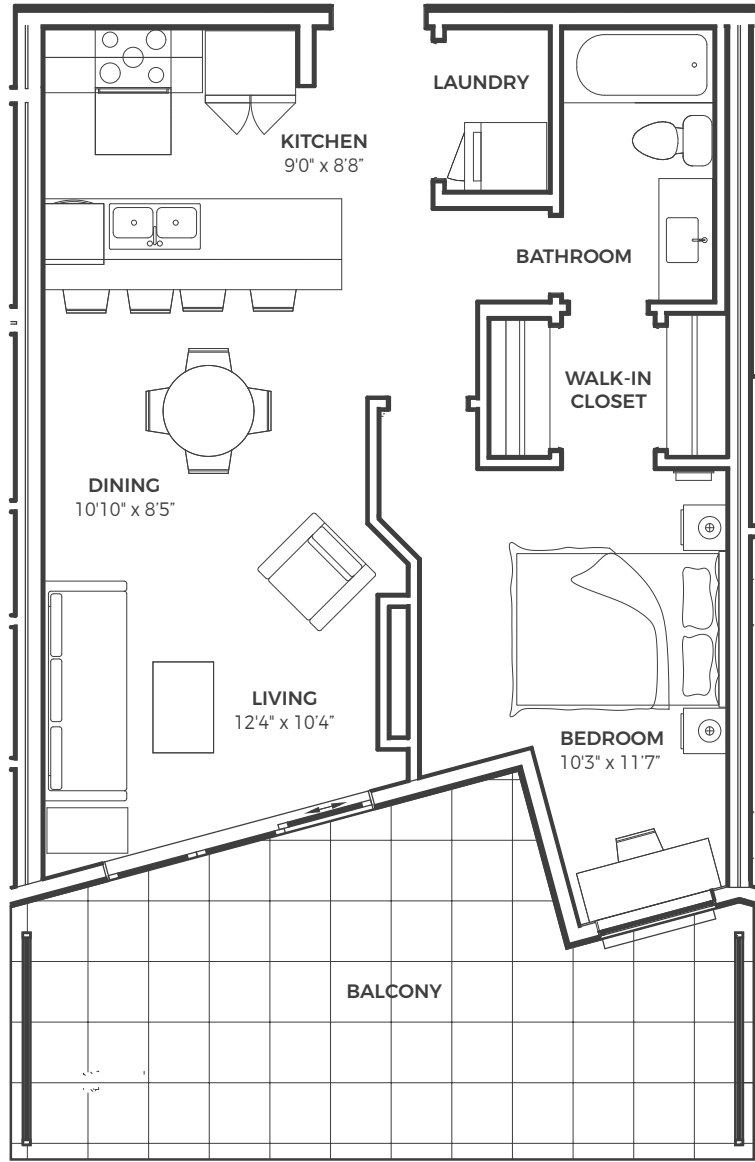 LAUNDRY
KITCHEN
9'0" x 8'8"
BATHROOM
WALK-IN
CLOSET
DINING
10'10" x 8'5"
LIVING
12'4" x 10'4"
BEDROOM
10'3" x 11'7"
BALCONY